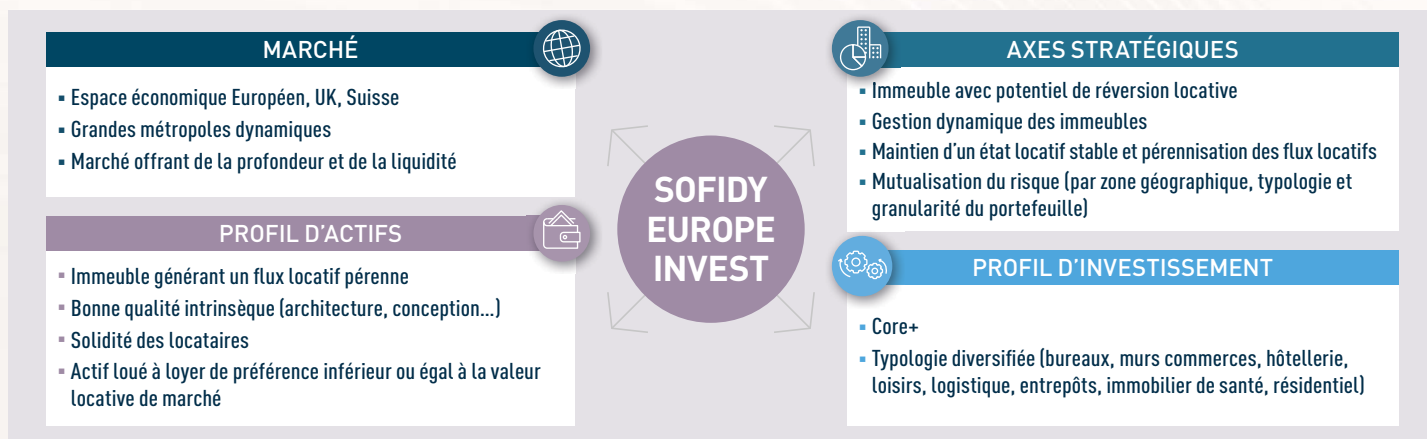 MARCHÉ
▪ Espace économique Européen, UK, Suisse
▪ Grandes métropoles dynamiques
▪ Marché offrant de la profondeur et de la liquidité
PROFIL D'ACTIFS
▪ Immeuble générant un flux locatif pérenne
▪ Bonne qualité intrinsèque (architecture, conception...)
▪ Solidité des locataires
▪ Actif loué à loyer de préférence inférieur ou égal à la valeur
locative de marché
SOFIDY
EUROPE
INVEST
AXES STRATÉGIQUES
▪ Immeuble avec potentiel de réversion locative
▪ Gestion dynamique des immeubles
▪ Maintien d'un état locatif stable et pérennisation des flux locatifs
▪ Mutualisation du risque (par zone géographique, typologie et
granularité du portefeuille)
PROFIL D'INVESTISSEMENT
▪ Core+
▪ Typologie diversifiée (bureaux, murs commerces, hôtellerie,
loisirs, logistique, entrepôts, immobilier de santé, résidentiel)